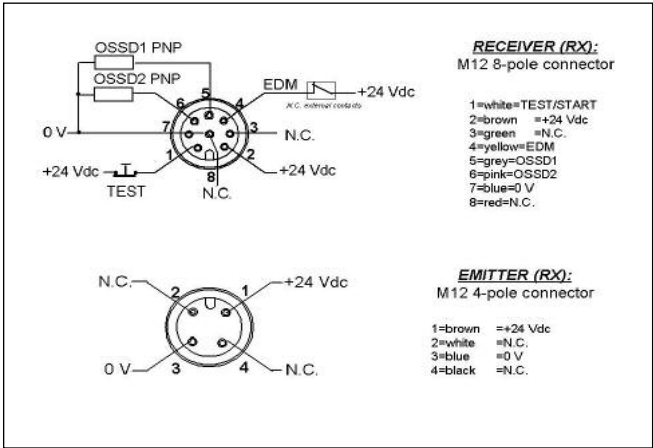 OSSD1 PNP
OSSD2 PNP
EDM
+24 Vdc
N.C. external contacts
5
6
4
0 V
7
3
N.C.
+24 Vdc
1
2
+24 Vdc
TEST
8
N.C.
RECEIVER (RX):
M12 8-pole connector
1=white=TEST/START
2=brown =+24 Vdc
3=green =N.C.
4=yellow=EDM
5=grey=OSSD1
6=pink=OSSD2
7=blue=0 V
8=red=N.C.
N.C.
2
1
+24 Vdc
0 V
3
4
N.C.
EMITTER (RX):
M12 4-pole connector
1=brown =+24 Vdc
2=white =N.C.
3=blue =0 V
4=black =N.C.